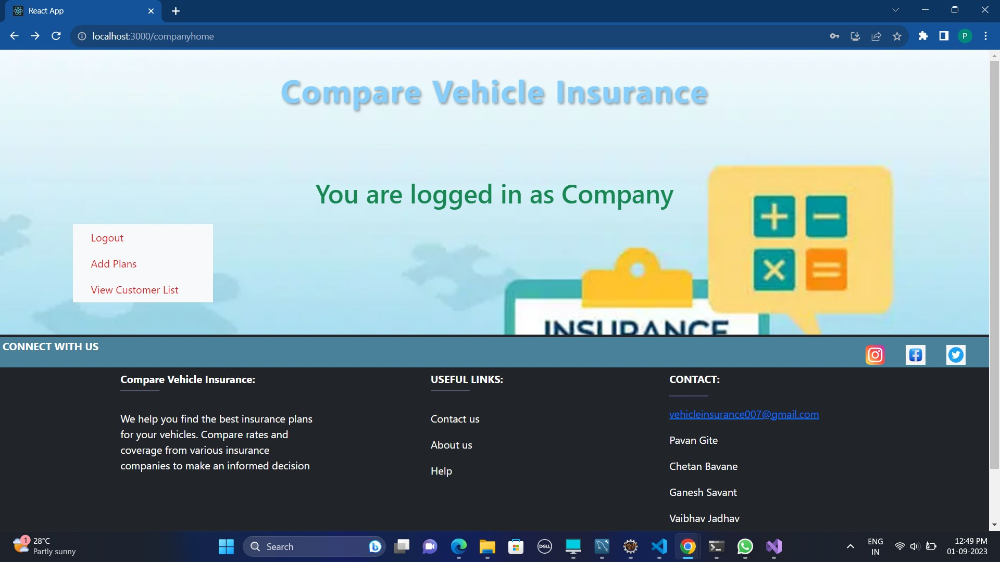 React App
localhost:3000/companyhome
P
Compare Vehicle Insurance
You are logged in as Company
Logout
Add Plans
View Customer List
INSURANCE
CONNECT WITH US
Compare Vehicle Insurance:
We help you find the best insurance plans
for your vehicles. Compare rates and
coverage from various insurance
companies to make an informed decision
USEFUL LINKS:
Contact us
About us
Help
CONTACT:
vehicleinsurance007@gmail.com
Pavan Gite
Chetan Bavane
Ganesh Savant
Vaibhav Jadhav
1
28°C
Partly sunny
Search
DELL
ENG
IN
12:49 PM
01-09-2023